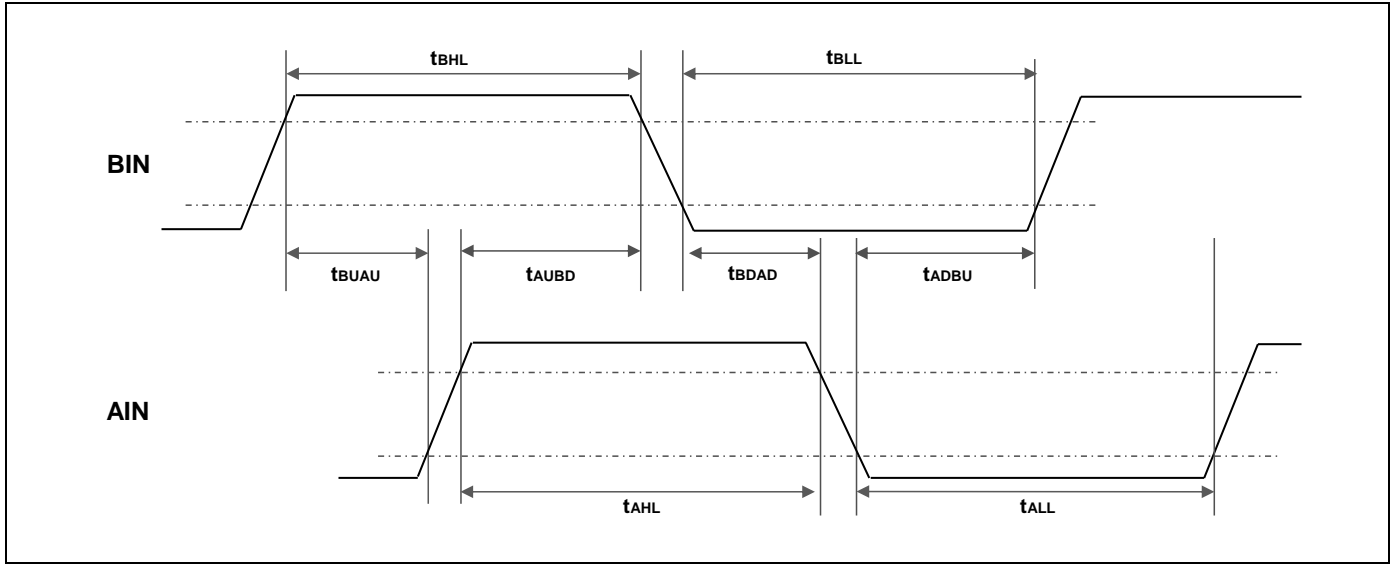 tBHL
tBLL
BIN
tBUAU
tAUBD
tBDAD
tADBU
AIN
tAHL
tALL